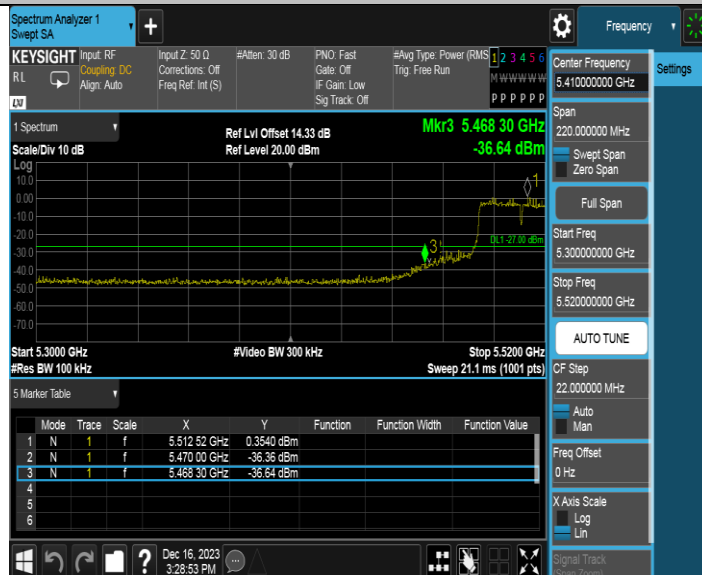 Spectrum Analyzer 1
Swept SA
Frequency
KEYSIGHT
RL
LXI
Input: RF
Coupling: DC
Align: Auto
Input Z: 50 Ω
Corrections: Off
Freq Ref: Int (S)
#Atten: 30 dB
PNO: Fast
Gate: Off
IF Gain: Low
Sig Track: Off
#Avg Type: Power (RMS
Trig: Free Run
1 2 3 4 5 6
M W W W W W
P P P P P P
1 Spectrum
Scale/Div 10 dB
Ref Lvl Offset 14.33 dB
Ref Level 20.00 dBm
Mkr3 5.468 30 GHz
-36.64 dBm
Log
10.0
0.00
-10.0
-20.0
-30.0
-40.0
-50.0
-60.0
-70.0
1
3
DL1 -27.00 dBm
Start 5.3000 GHz
#Video BW 300 kHz
Stop 5.5200 GHz
#Res BW 100 kHz
Sweep 21.1 ms (1001 pts)
5 Marker Table
Mode Trace Scale X Y Function Function Width Function Value
1 N 1 f 5.512 52 GHz 0.3540 dBm
2 N 1 f 5.470 00 GHz -36.36 dBm
3 N 1 f 5.468 30 GHz -36.64 dBm
4
5
6
?
Dec 16, 2023
3:28:53 PM
Center Frequency
5.410000000 GHz
Settings
Span
220.000000 MHz
Swept Span
Zero Span
Full Span
Start Freq
5.300000000 GHz
Stop Freq
5.520000000 GHz
AUTO TUNE
CF Step
22.000000 MHz
Auto
Man
Freq Offset
0 Hz
X Axis Scale
Log
Lin
Signal Track
(Span Zoom)